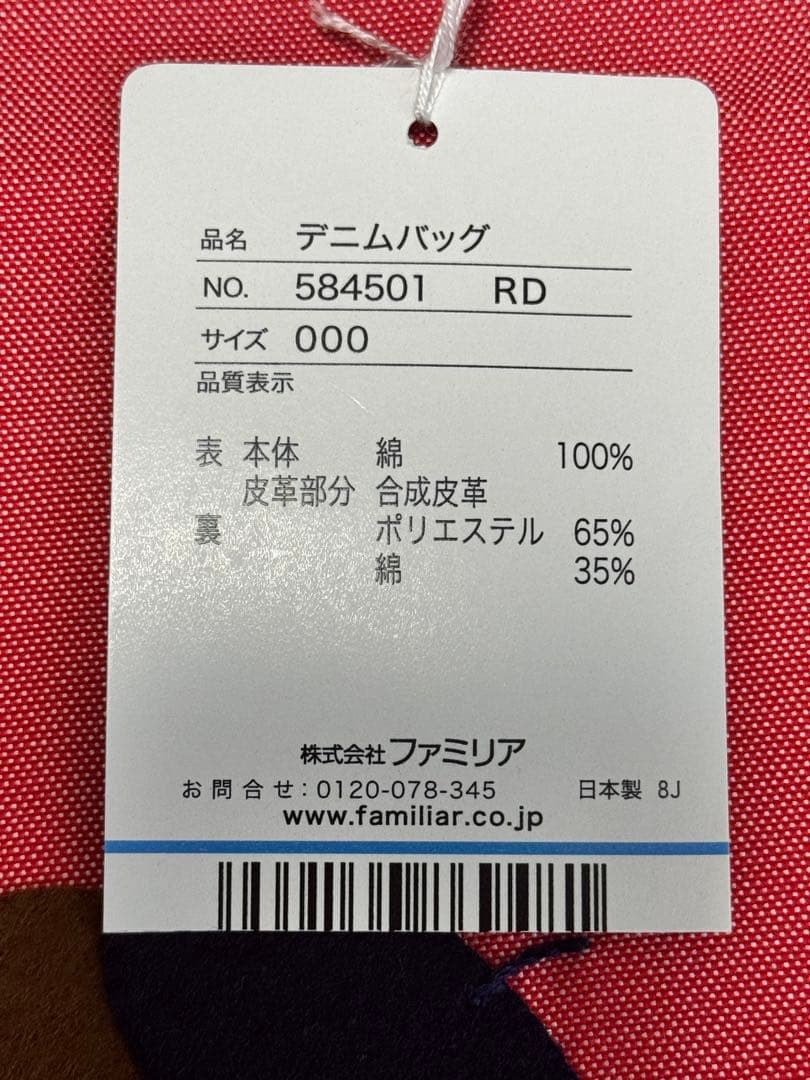 品名 デニムバッグ
NO. 584501 RD
サイズ 000
品質表示
表 本体 綿 100%
皮革部分 合成皮革
裏 ポリエステル 65%
綿 35%
株式会社ファミリア
お問合せ:0120-078-345 日本製 8J
www.familiar.co.jp